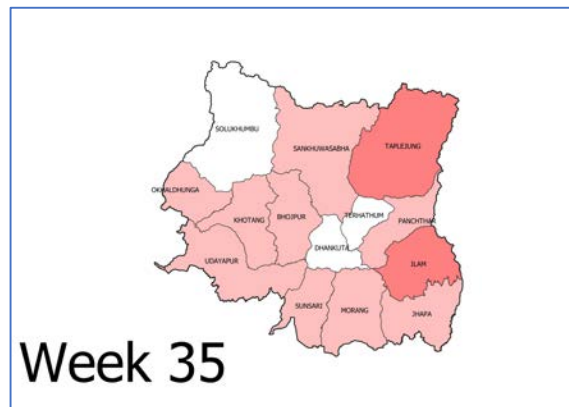 SOLUKHUMBU
TAPLEJUNG
SANKHUWASABHA
OKHALDHUNGA
KHOTANG
BHOJPUR
TERHATHUM
PANCHTHAR
DHANKUTA
UDAYAPUR
ILAM
SUNSARI
MORANG
JHAPA
Week 35